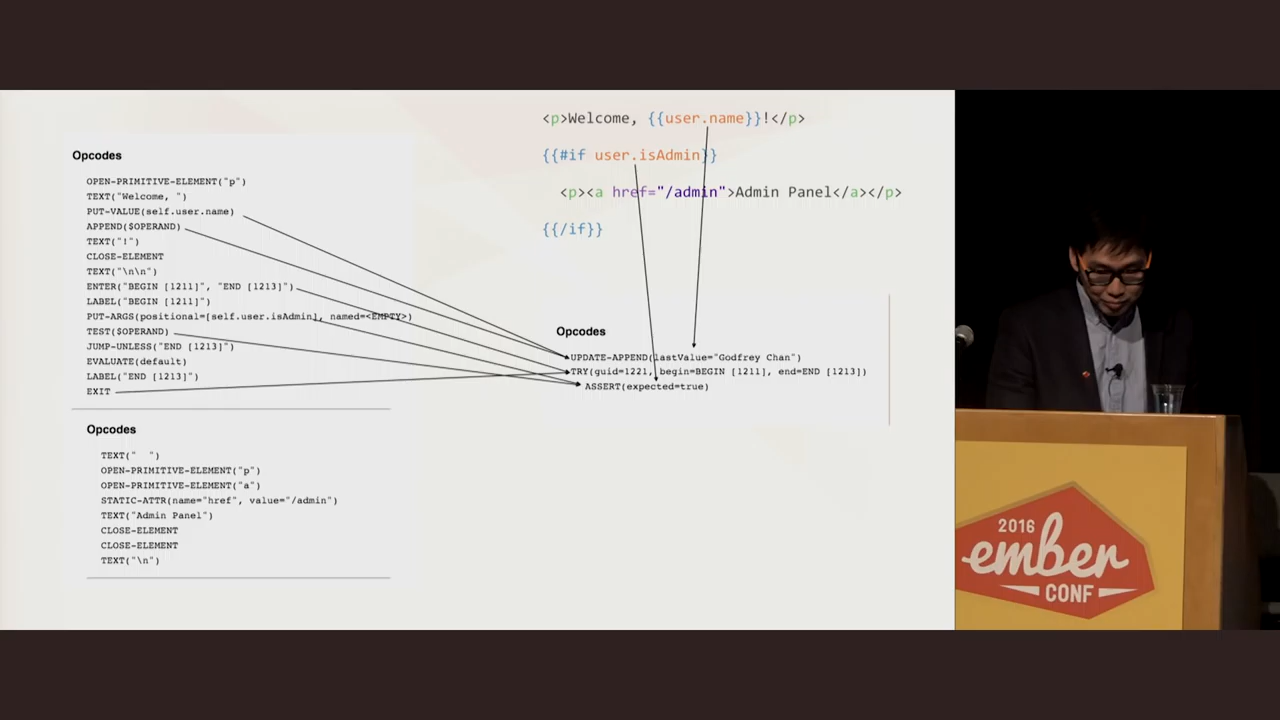 <p>Welcome, {{user.name}}!</p>
{{#if user.isAdmin}}
<p><a href="/admin">Admin Panel</a></p>
{{/if}}
Opcodes
OPEN-PRIMITIVE-ELEMENT("p")
TEXT("Welcome, ")
PUT-VALUE(self.user.name)
APPEND($OPERAND)
TEXT("!")
CLOSE-ELEMENT
TEXT("\n\n")
ENTER("BEGIN [1211]", "END [1213]")
LABEL("BEGIN [1211]")
PUT-ARGS(positional=[self.user.isAdmin], named=<EMPTY>)
TEST($OPERAND)
JUMP-UNLESS("END [1213]")
EVALUATE(default)
LABEL("END [1213]")
EXIT
Opcodes
TEXT("  ")
OPEN-PRIMITIVE-ELEMENT("p")
OPEN-PRIMITIVE-ELEMENT("a")
STATIC-ATTR(name="href", value="/admin")
TEXT("Admin Panel")
CLOSE-ELEMENT
CLOSE-ELEMENT
TEXT("\n")
Opcodes
UPDATE-APPEND(lastValue="Godfrey Chan")
TRY(guid=1221, begin=BEGIN [1211], end=END [1213])
ASSERT(expected=true)
2016
ember
CONF